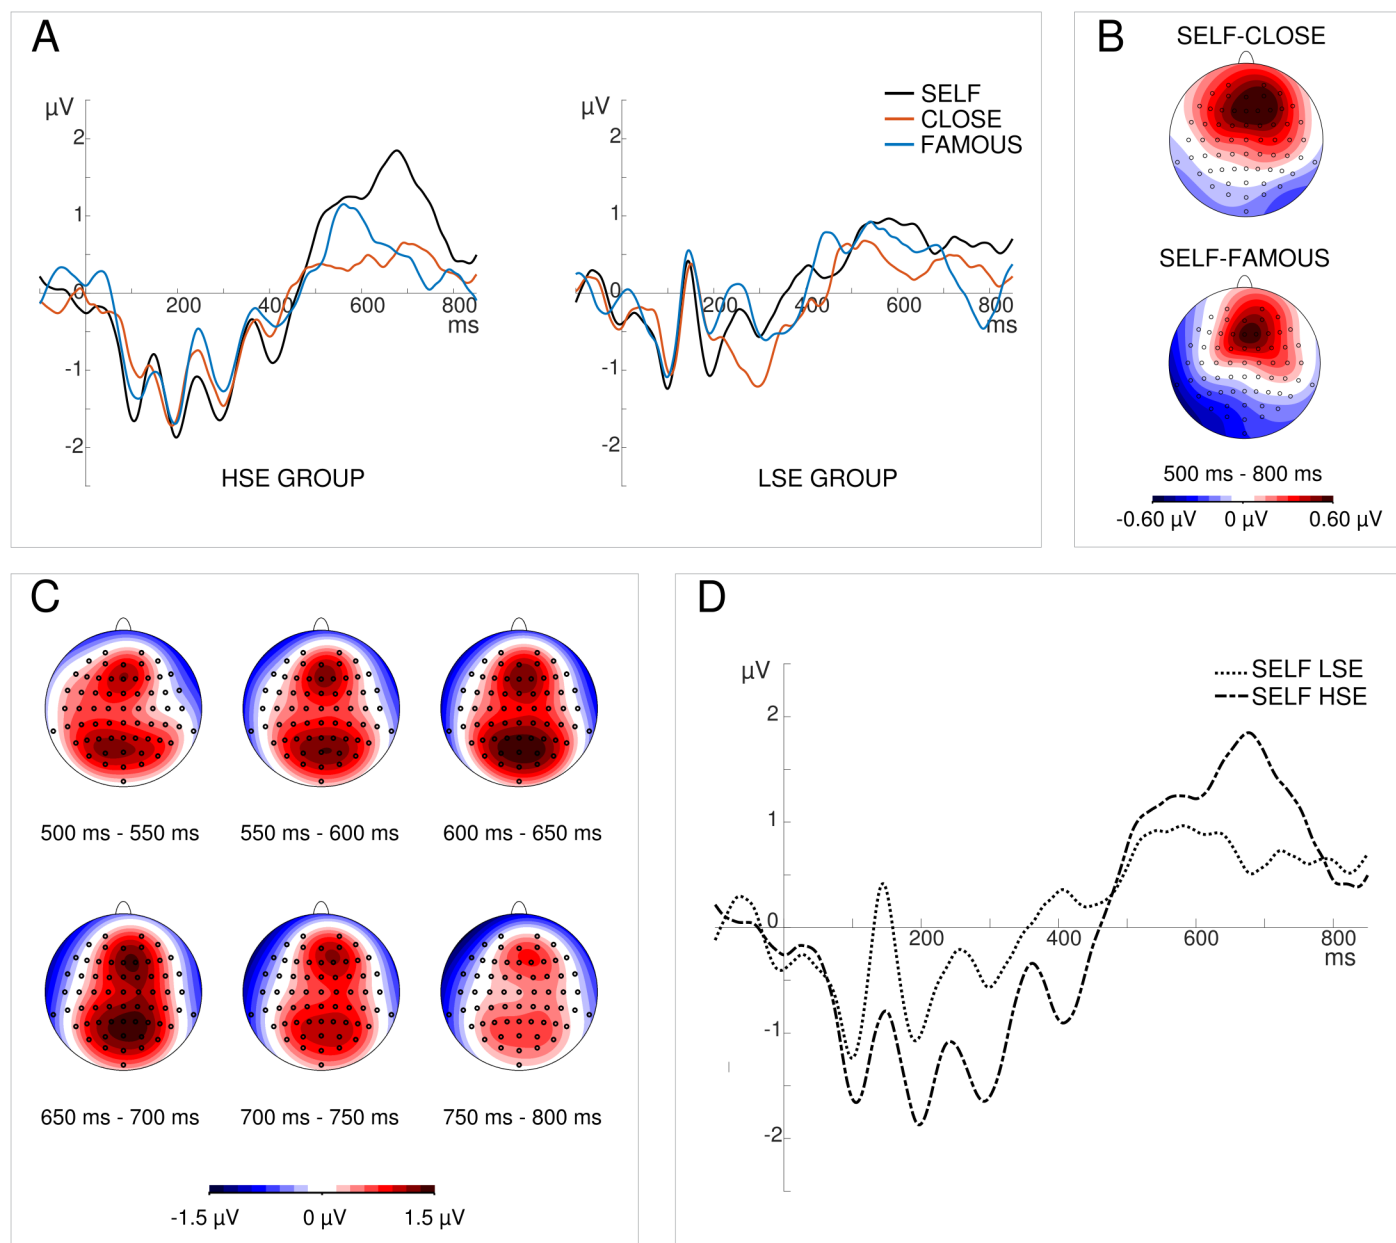 A
µV
2
1
0
-1
-2
200
400
600
800
ms
HSE GROUP
µV
2
1
0
-1
-2
200
400
600
800
ms
LSE GROUP
SELF
CLOSE
FAMOUS
B
SELF-CLOSE
SELF-FAMOUS
500 ms - 800 ms
-0.60 µV 0 µV 0.60 µV
C
500 ms - 550 ms 550 ms - 600 ms 600 ms - 650 ms
650 ms - 700 ms 700 ms - 750 ms 750 ms - 800 ms
-1.5 µV 0 µV 1.5 µV
D
µV
2
1
0
-1
-2
200
400
600
800
ms
SELF LSE
SELF HSE